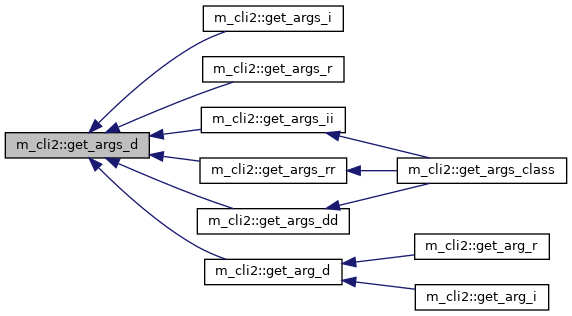 m_cli2::get_args_i
m_cli2::get_args_r
m_cli2::get_args_ii
m_cli2::get_args_d
m_cli2::get_args_rr
m_cli2::get_args_class
m_cli2::get_args_dd
m_cli2::get_arg_r
m_cli2::get_arg_d
m_cli2::get_arg_i